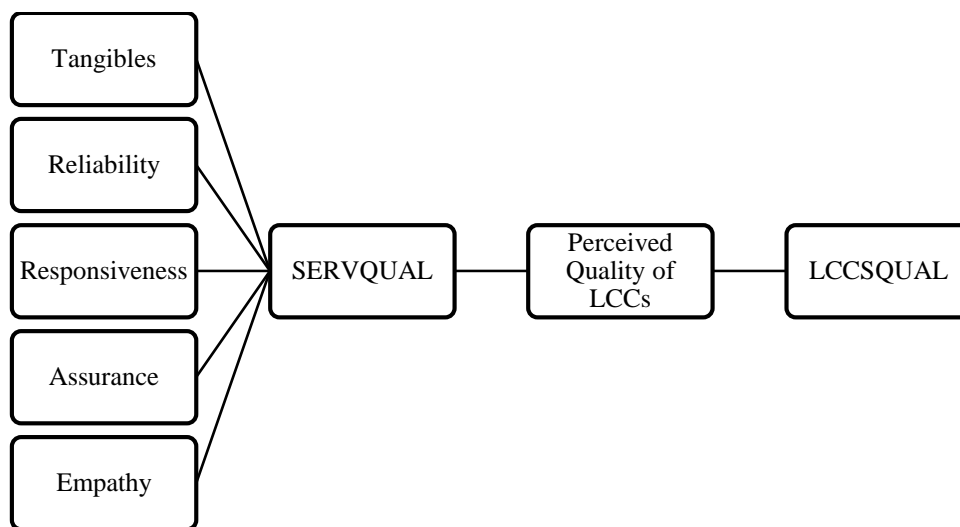 Tangibles
Reliability
Responsiveness
Assurance
Empathy
SERVQUAL
Perceived
Quality of
LCCs
LCCSQUAL